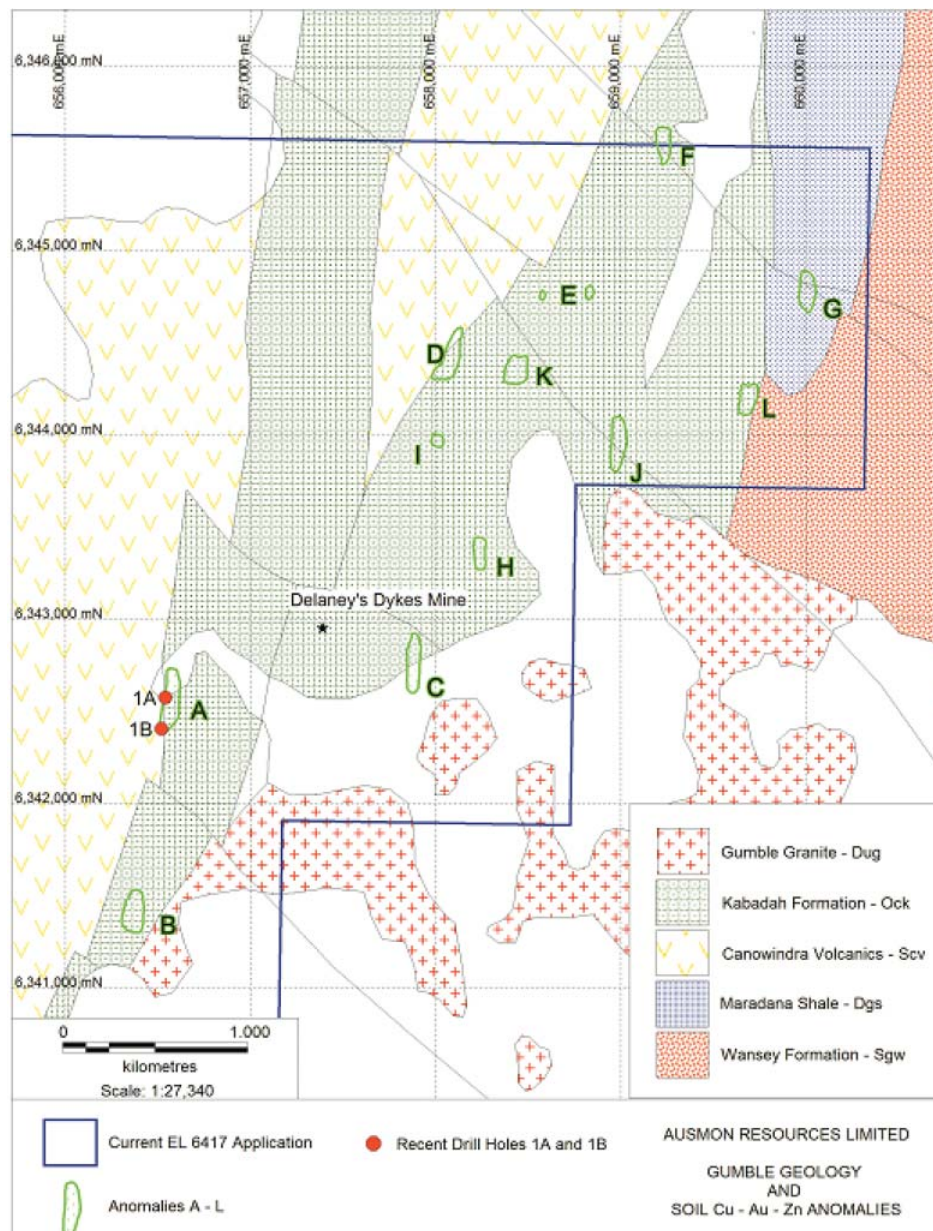 656,000 mE
657,000 mE
658,000 mE
659,000 mE
660,000 mE
6,346,000 mN
F
6,345,000 mN
E
G
D
K
L
6,344,000 mN
I
J
H
6,343,000 mN
Delaney's Dykes Mine
C
1A
A
1B
6,342,000 mN
B
6,341,000 mN
Gumble Granite - Dug
Kabadah Formation - Ock
Canowindra Volcanics - Scv
Maradana Shale - Dgs
Wansey Formation - Sgw
0 1.000
kilometres
Scale: 1:27,340
Current EL 6417 Application
Recent Drill Holes 1A and 1B
Anomalies A - L
AUSMON RESOURCES LIMITED
GUMBLE GEOLOGY
AND
SOIL Cu - Au - Zn ANOMALIES